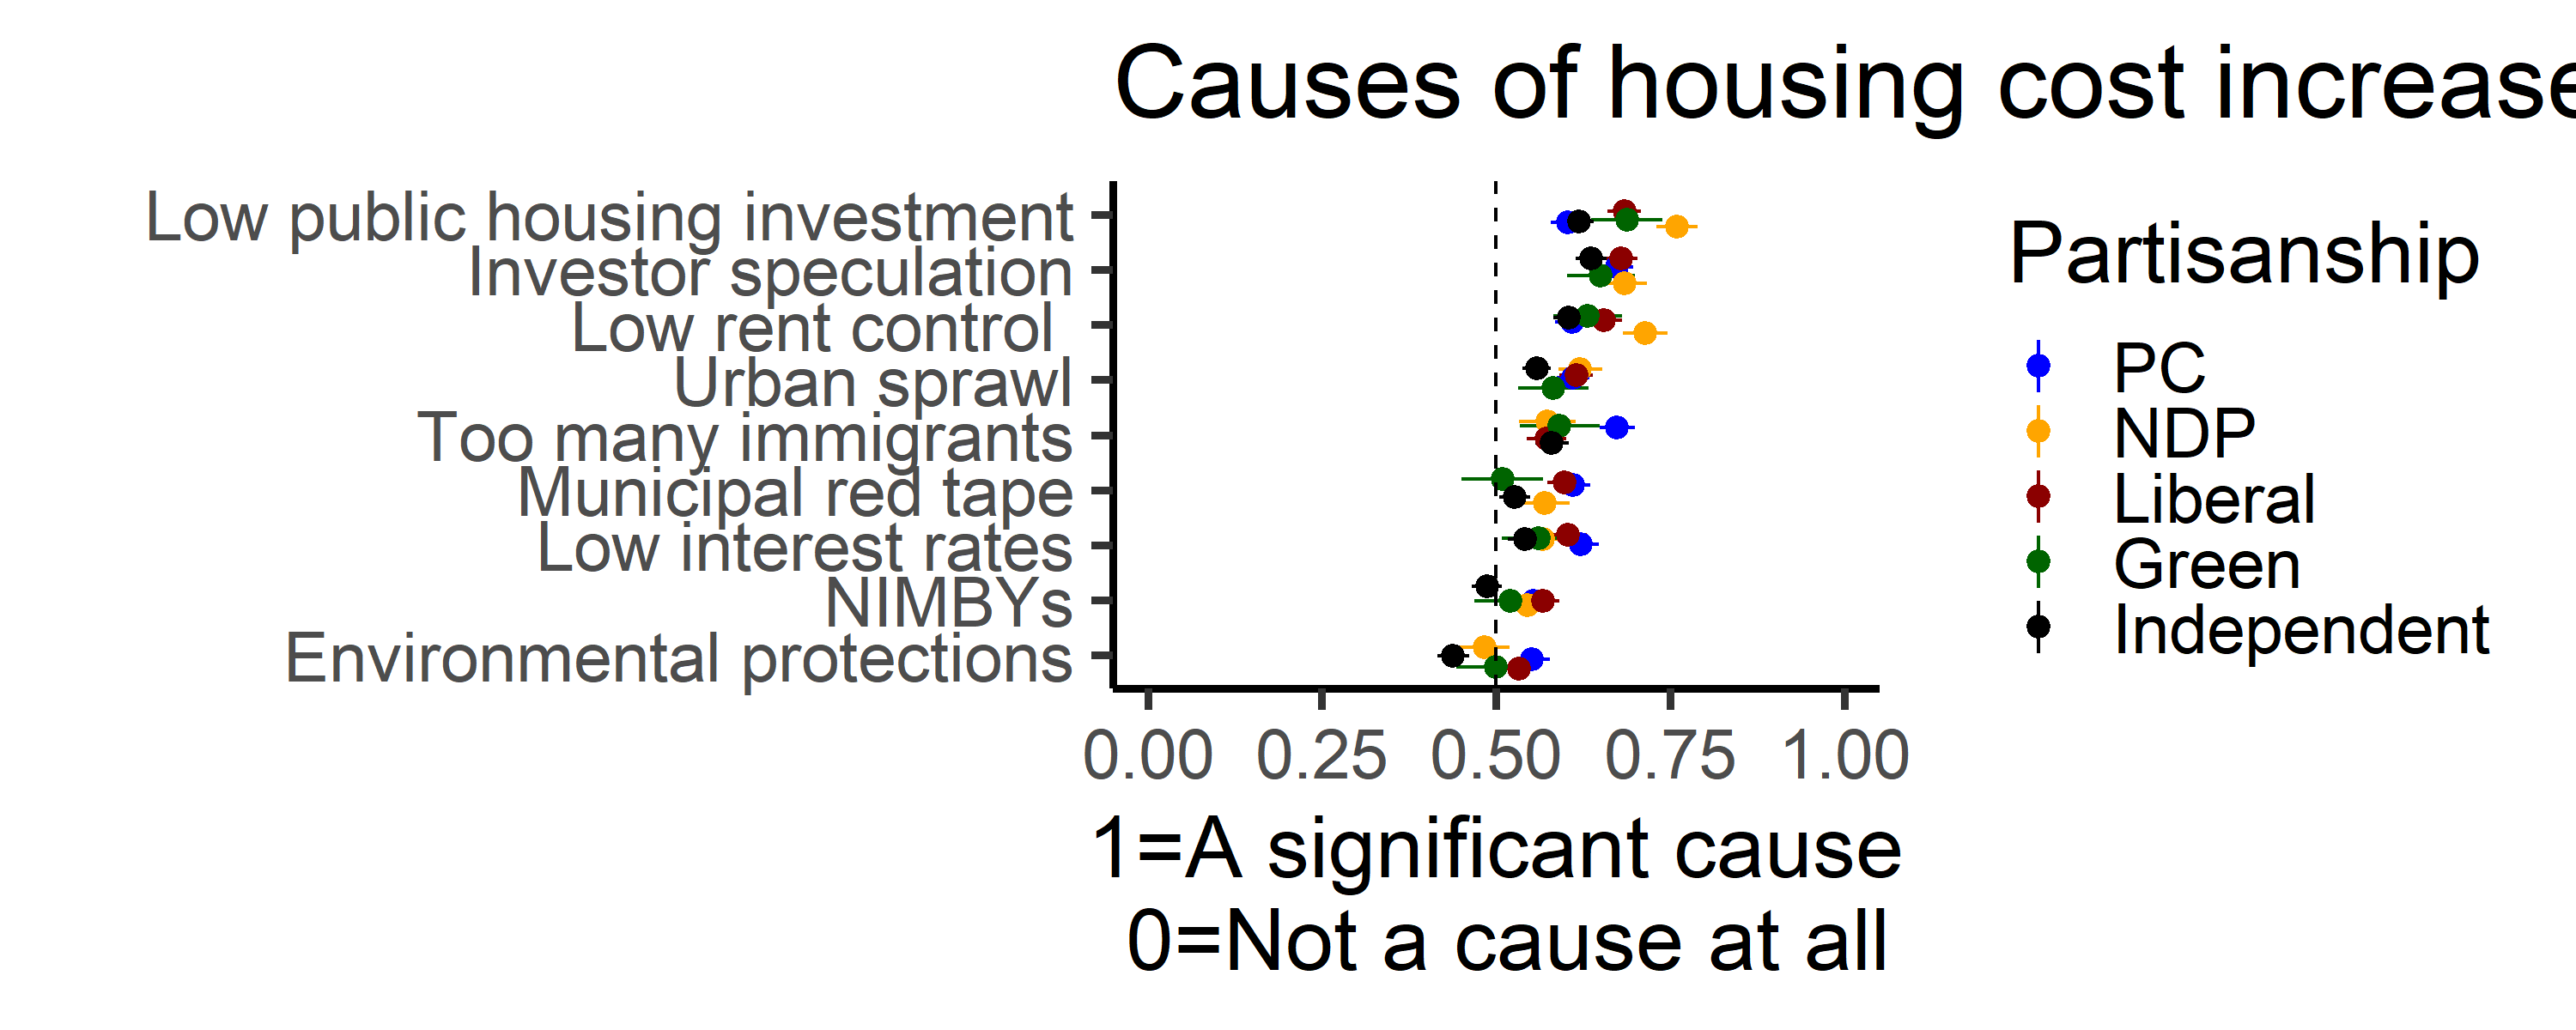 Causes of housing cost increase
Low public housing investment
Investor speculation
Low rent control
Urban sprawl
Too many immigrants
Municipal red tape
Low interest rates
NIMBYs
Environmental protections
0.00 0.25 0.50 0.75 1.00
1=A significant cause
0=Not a cause at all
Partisanship
PC
NDP
Liberal
Green
Independent